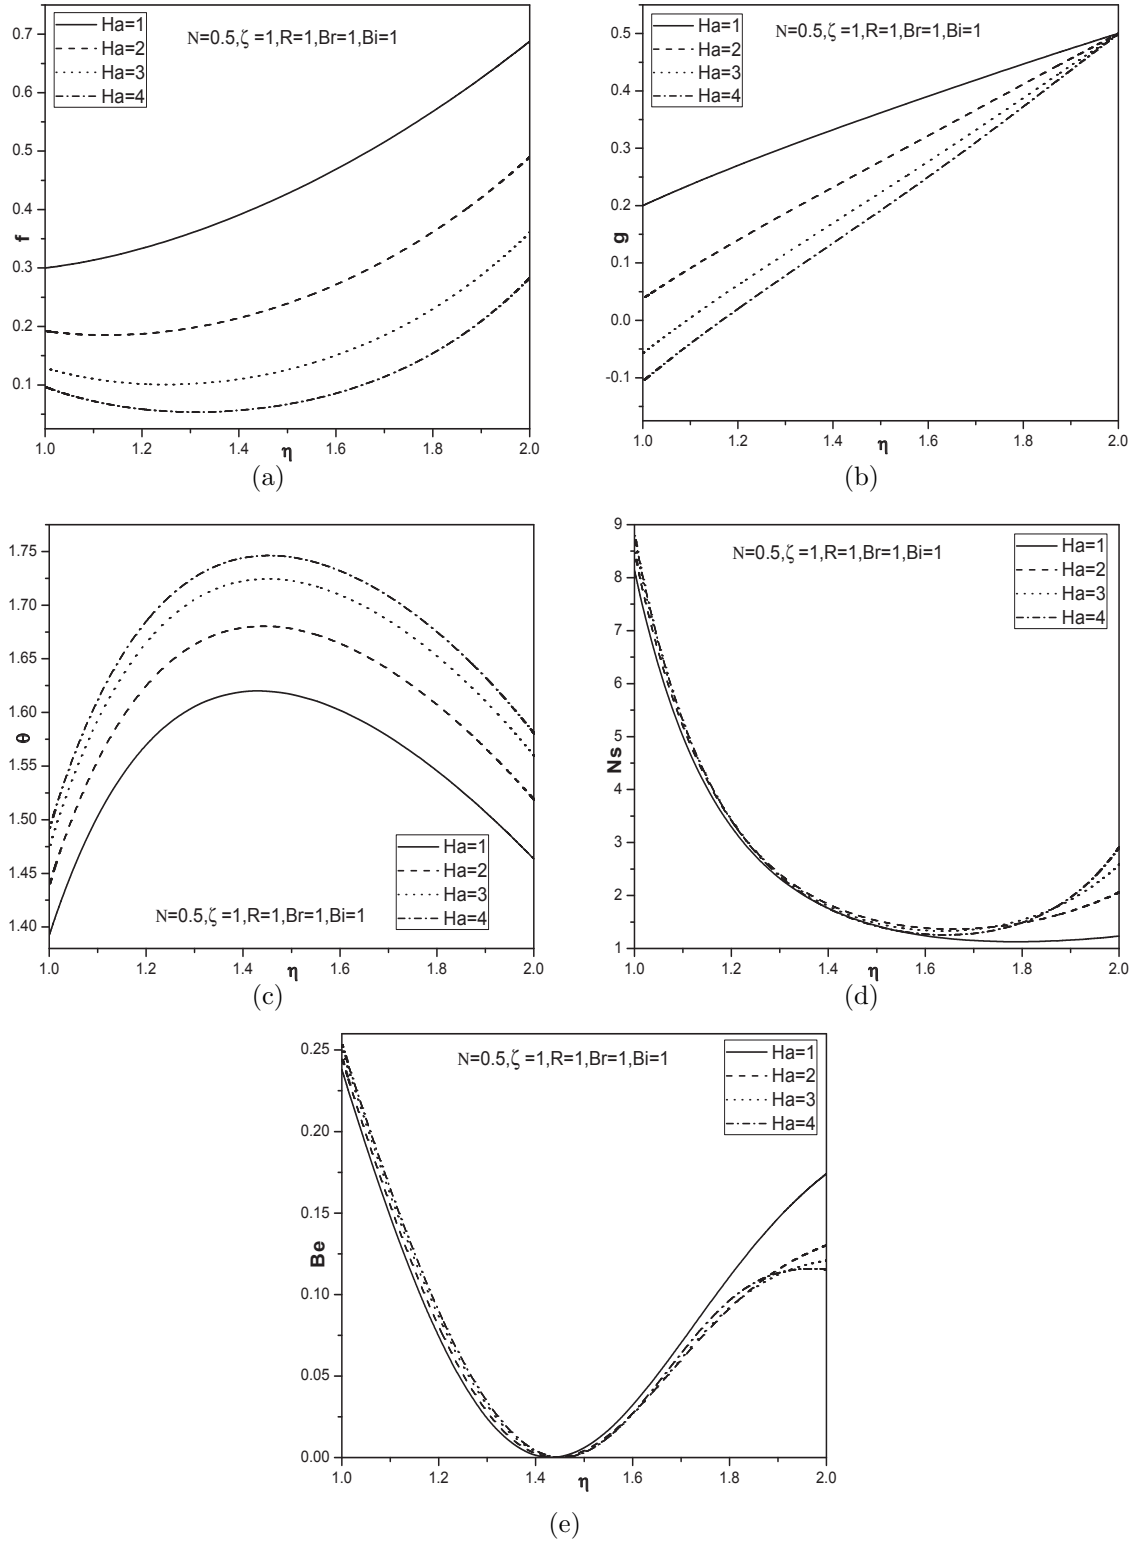 0.7
0.6
0.5
0.4
0.3
0.2
0.1
f
Ha=1
Ha=2
Ha=3
Ha=4
N=0.5,ζ =1,R=1,Br=1,Bi=1
1.0 1.2 1.4 1.6 1.8 2.0
η
(a)
0.5
0.4
0.3
0.2
0.1
0.0
-0.1
g
Ha=1
Ha=2
Ha=3
Ha=4
N=0.5,ζ =1,R=1,Br=1,Bi=1
1.0 1.2 1.4 1.6 1.8 2.0
η
(b)
1.75
1.70
1.65
1.60
1.55
1.50
1.45
1.40
θ
Ha=1
Ha=2
Ha=3
Ha=4
N=0.5,ζ =1,R=1,Br=1,Bi=1
1.0 1.2 1.4 1.6 1.8 2.0
η
(c)
9
8
7
6
5
4
3
2
1
Ns
N=0.5,ζ =1,R=1,Br=1,Bi=1
Ha=1
Ha=2
Ha=3
Ha=4
1.0 1.2 1.4 1.6 1.8 2.0
η
(d)
0.25
0.20
0.15
0.10
0.05
0.00
Be
N=0.5,ζ =1,R=1,Br=1,Bi=1
Ha=1
Ha=2
Ha=3
Ha=4
1.0 1.2 1.4 1.6 1.8 2.0
η
(e)